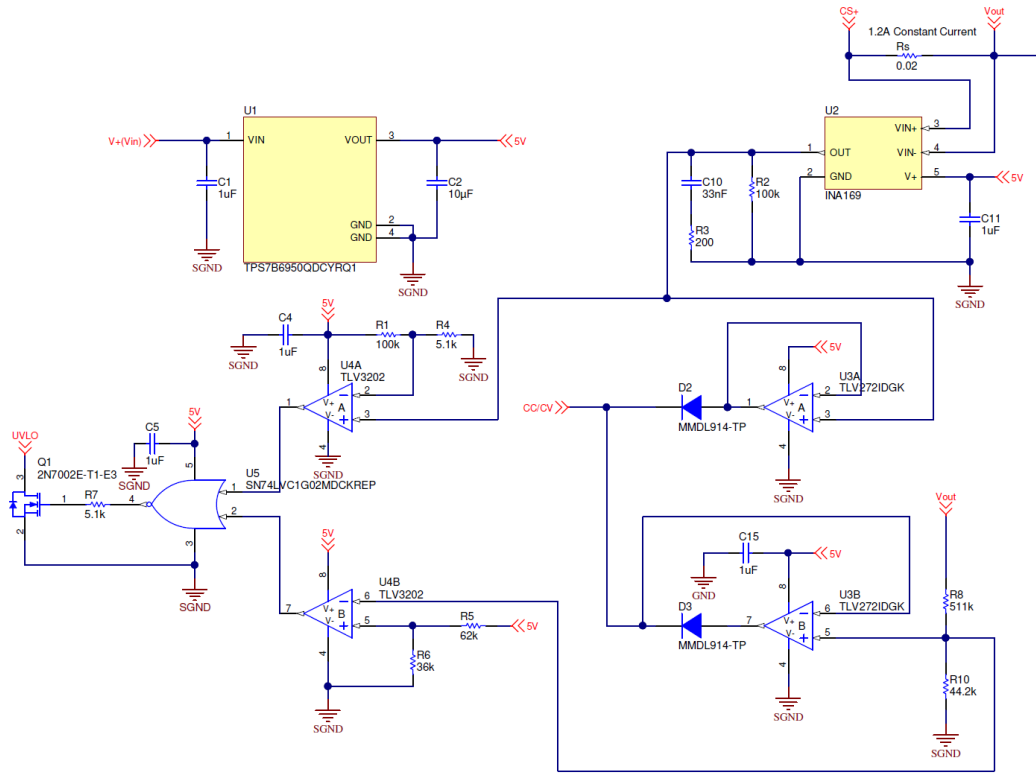 CS+
Vout
1.2A Constant Current
Rs
0.02
U1
V+(Vin)
1
VIN
VOUT
3
5V
C1
1uF
C2
10µF
GND
2
GND
4
SGND
SGND
TPS7B6950QDCYRQ1
U2
VIN+
3
1
OUT
VIN-
4
2
GND
V+
5
5V
INA169
C10
33nF
R2
100k
R3
200
C11
1uF
SGND
5V
C4
1uF
SGND
R1
100k
R4
5.1k
SGND
U4A
TLV3202
8
V+
V-
A
1
2
3
4
SGND
CC/CV
D2
MMDL914-TP
5V
U3A
TLV272IDGK
8
V+
V-
A
1
2
3
4
SGND
UVLO
5V
C5
1uF
SGND
Q1
2N7002E-T1-E3
3
1
2
R7
5.1k
U5
SN74LVC1G02MDCKREP
5
4
1
2
3
SGND
5V
U4B
TLV3202
8
V+
V-
B
7
6
5
4
R5
62k
5V
R6
36k
SGND
C15
1uF
GND
5V
U3B
TLV272IDGK
8
V+
V-
B
7
6
5
4
D3
MMDL914-TP
SGND
Vout
R8
511k
R10
44.2k
SGND